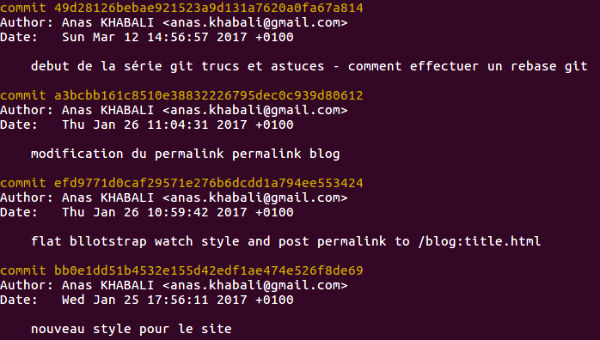 commit 49d28126bebae921523a9d131a7620a0fa67a814
Author: Anas KHABALI <anas.khabali@gmail.com>
Date:   Sun Mar 12 14:56:57 2017 +0100
debut de la série git trucs et astuces - comment effectuer un rebase git
commit a3bcbb161c8510e38832226795dec0c939d80612
Author: Anas KHABALI <anas.khabali@gmail.com>
Date:   Thu Jan 26 11:04:31 2017 +0100
modification du permalink permalink blog
commit efd9771d0caf29571e276b6dcdd1a794ee553424
Author: Anas KHABALI <anas.khabali@gmail.com>
Date:   Thu Jan 26 10:59:42 2017 +0100
flat bllotstrap watch style and post permalink to /blog:title.html
commit bb0e1dd51b4532e155d42edf1ae474e526f8de69
Author: Anas KHABALI <anas.khabali@gmail.com>
Date:   Wed Jan 25 17:56:11 2017 +0100
nouveau style pour le site